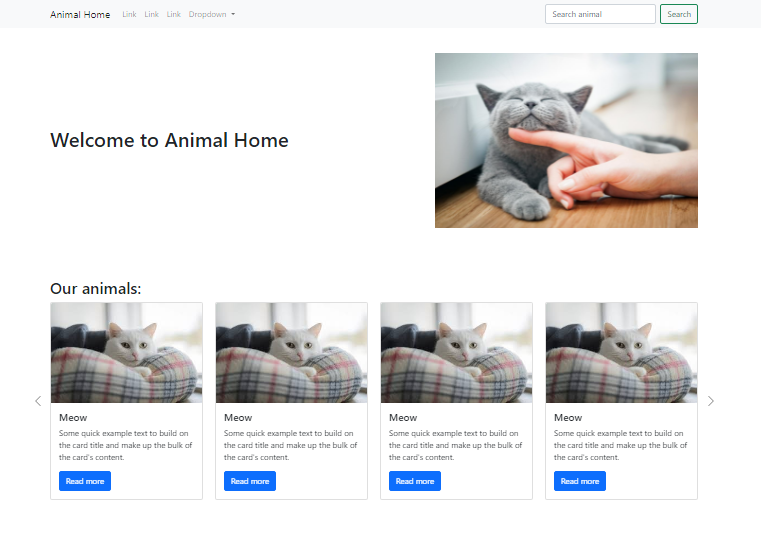 Animal Home Link Link Link Dropdown Search animal Search
Welcome to Animal Home
Our animals:
Meow
Some quick example text to build on
the card title and make up the bulk of
the card's content.
Read more
Meow
Some quick example text to build on
the card title and make up the bulk of
the card's content.
Read more
Meow
Some quick example text to build on
the card title and make up the bulk of
the card's content.
Read more
Meow
Some quick example text to build on
the card title and make up the bulk of
the card's content.
Read more